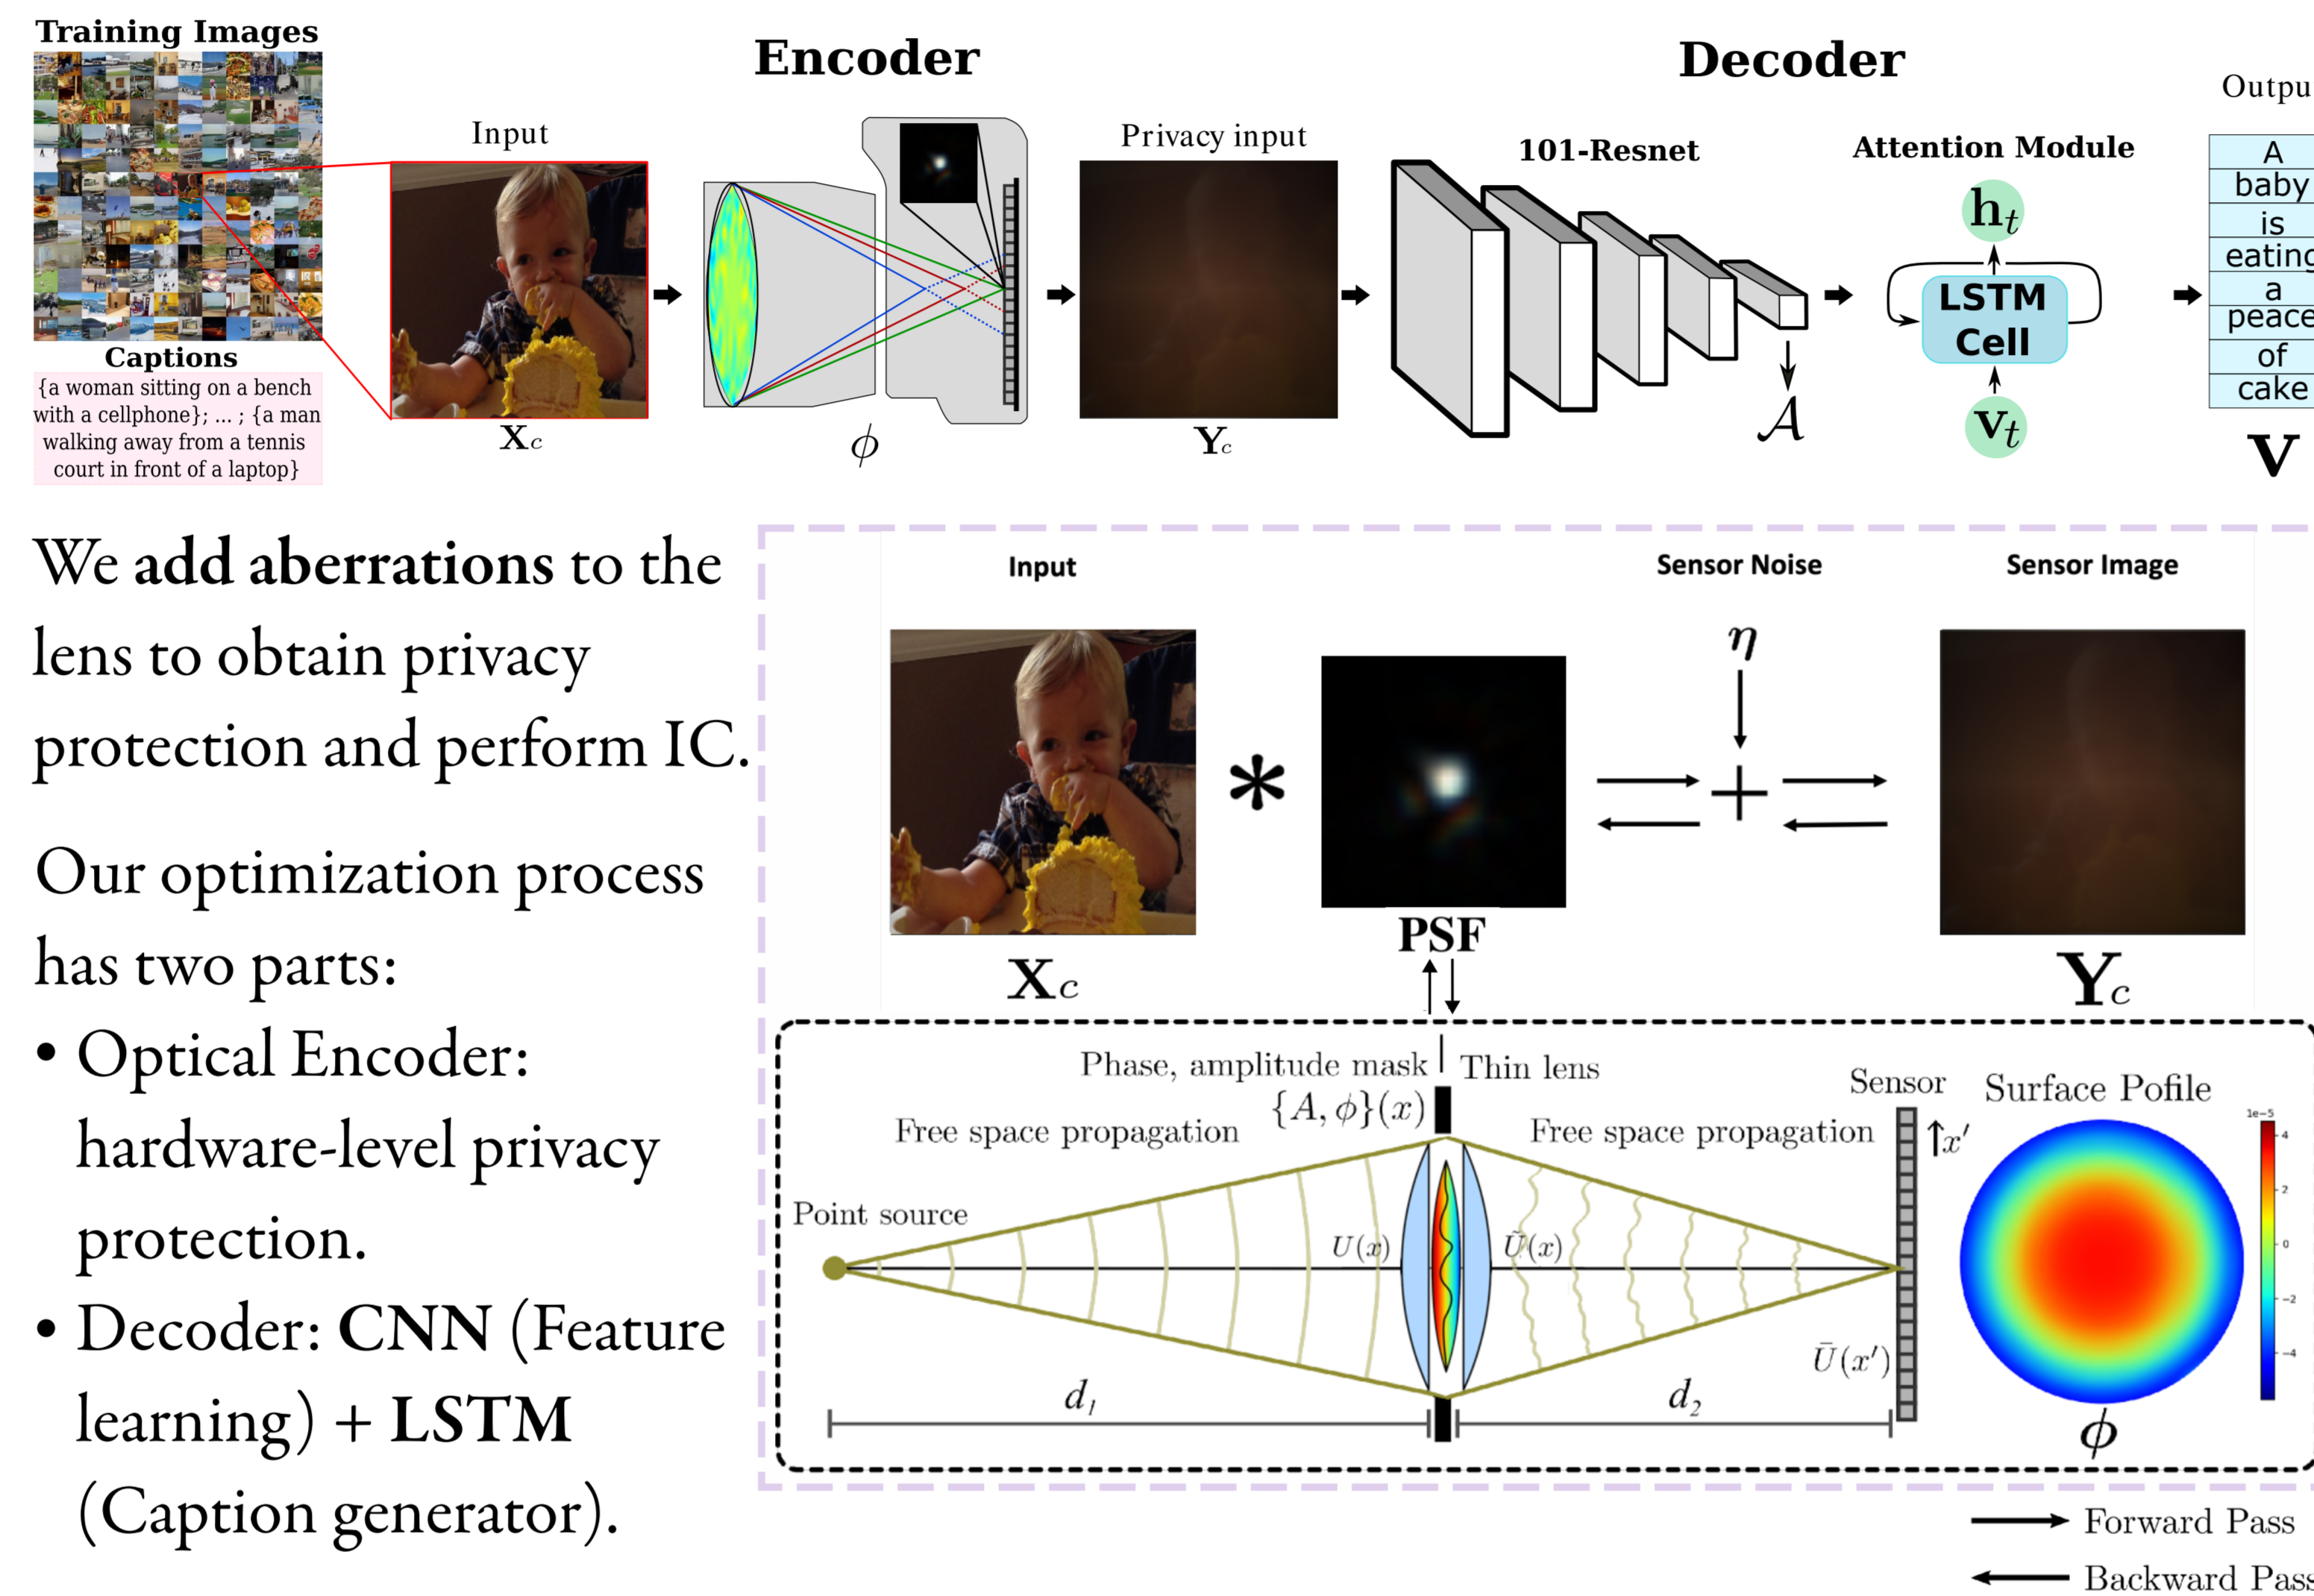 Training Images
Encoder
Decoder
Outpu
Input
Privacy input
101-Resnet
Attention Module
h_t
LSTM
Cell
v_t
A
baby
is
eating
a
peace
of
cake
V
𝒜
Captions
{a woman sitting on a bench
with a cellphone}; ... ; {a man
walking away from a tennis
court in front of a laptop}
X_c
ϕ
Y_c
We add aberrations to the
lens to obtain privacy
protection and perform IC.
Our optimization process
has two parts:
• Optical Encoder:
hardware-level privacy
protection.
• Decoder: CNN (Feature
learning) + LSTM
(Caption generator).
Input
Sensor Noise
Sensor Image
η
*
+
PSF
X_c
Y_c
Phase, amplitude mask
Thin lens
{A, ϕ}(x)
Sensor
Surface Pofile
Free space propagation
Free space propagation
x′
1e−5
4
2
0
−2
−4
Point source
U(x)
Ũ(x)
Ū(x′)
d_1
d_2
ϕ
Forward Pass
Backward Pass